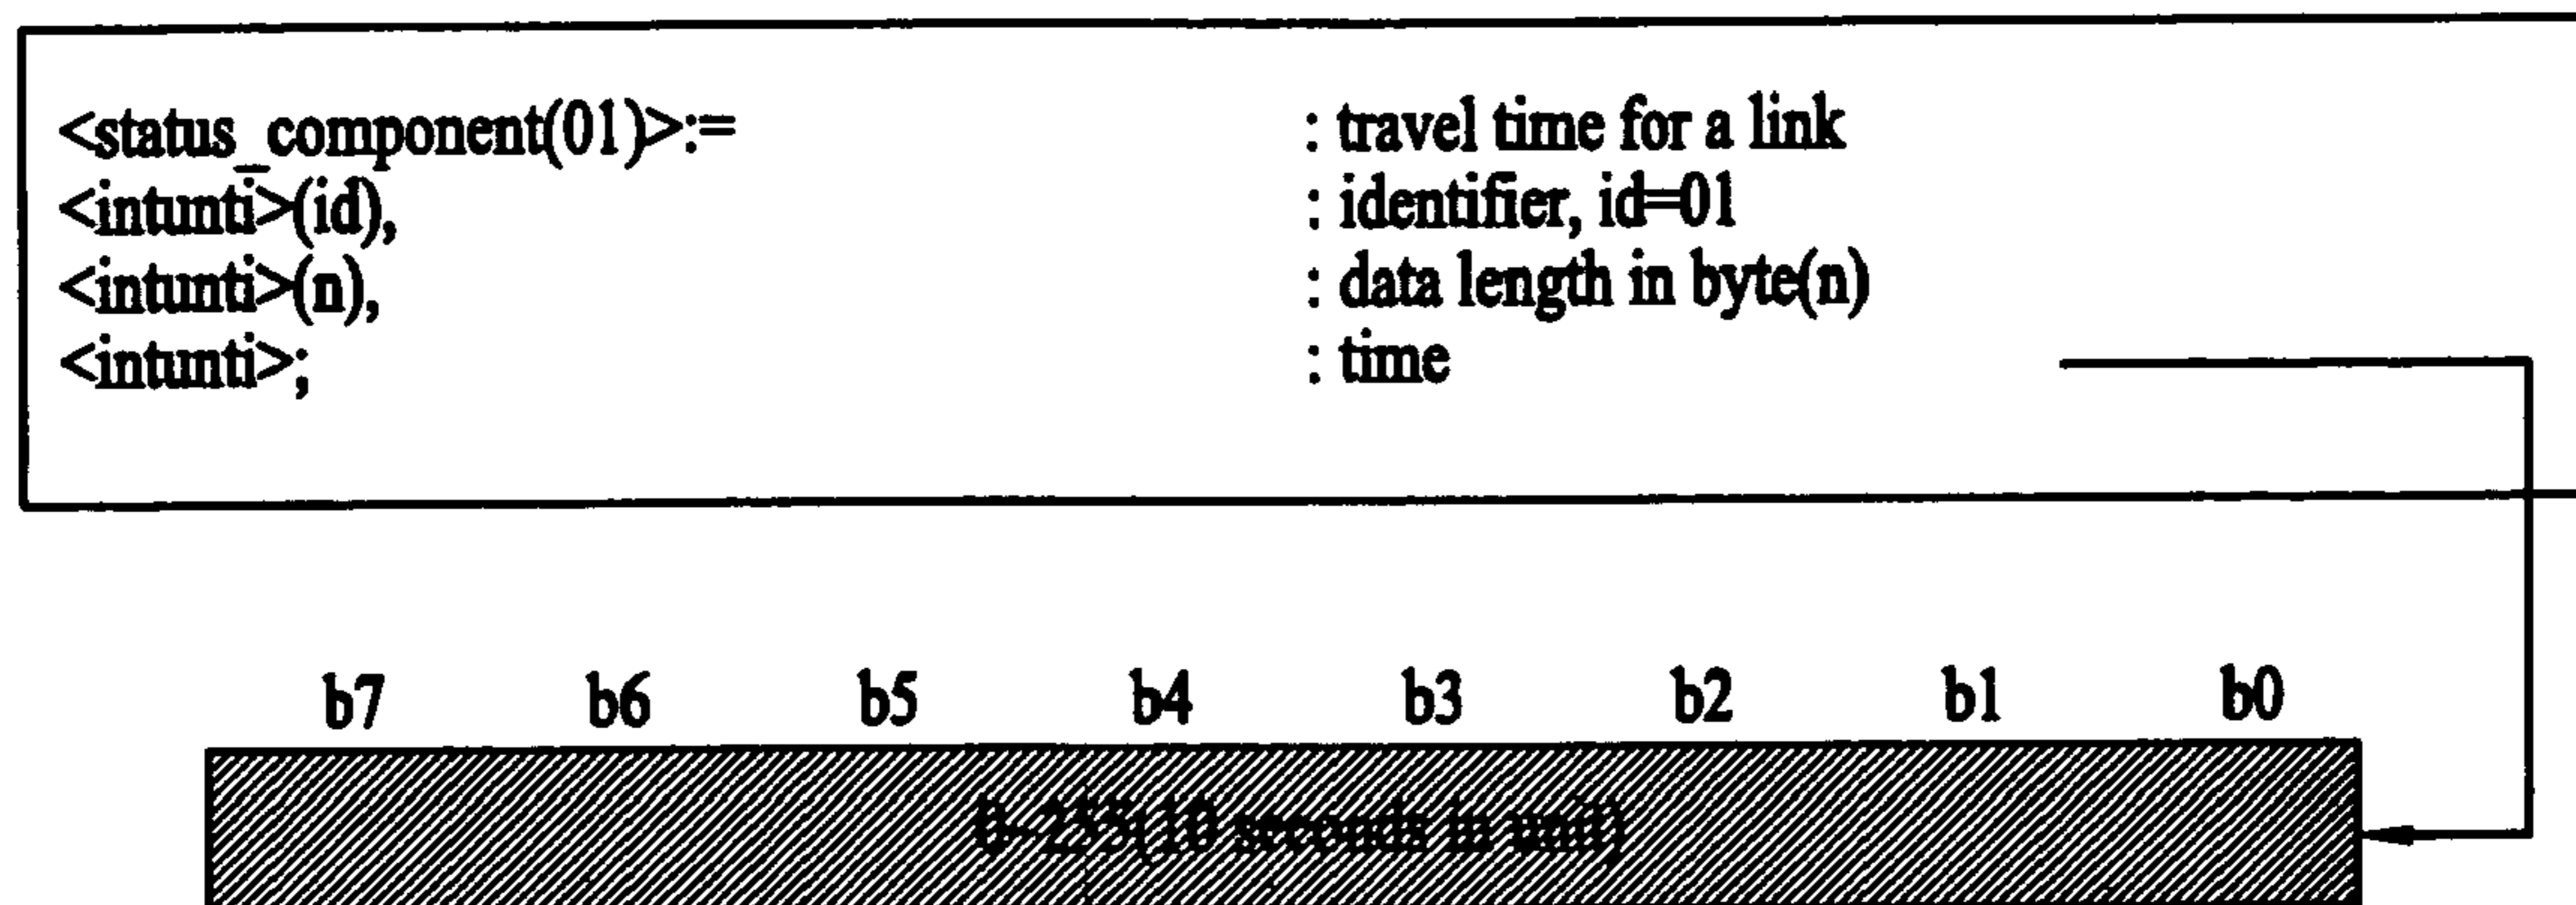 <status_component(01)>:= : travel time for a link
<intunti>(id), : identifier, id=01
<intunti>(n), : data length in byte(n)
<intunti>; : time
b7 b6 b5 b4 b3 b2 b1 b0
0~255(10 seconds in unit)